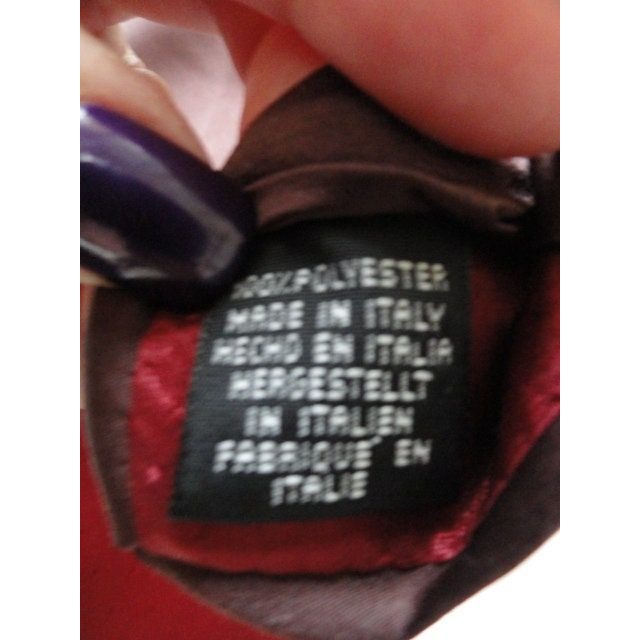 100%POLYESTER
MADE IN ITALY
HECHO EN ITALIA
HERGESTELLT
IN ITALIEN
FABRIQUE´ EN
ITALIE